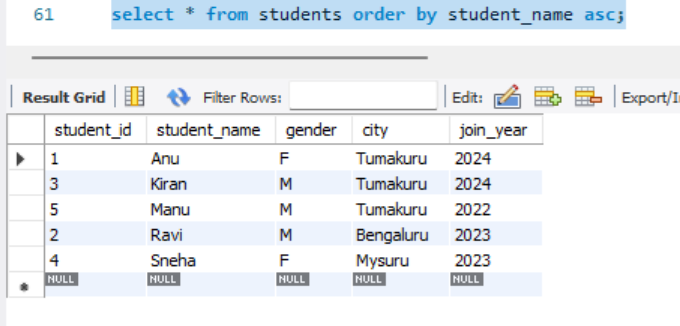 61 select * from students order by student_name asc;
Result Grid Filter Rows: Edit: Export/I
student_id student_name gender city join_year
1 Anu F Tumakuru 2024
3 Kiran M Tumakuru 2024
5 Manu M Tumakuru 2022
2 Ravi M Bengaluru 2023
4 Sneha F Mysuru 2023
NULL NULL NULL NULL NULL